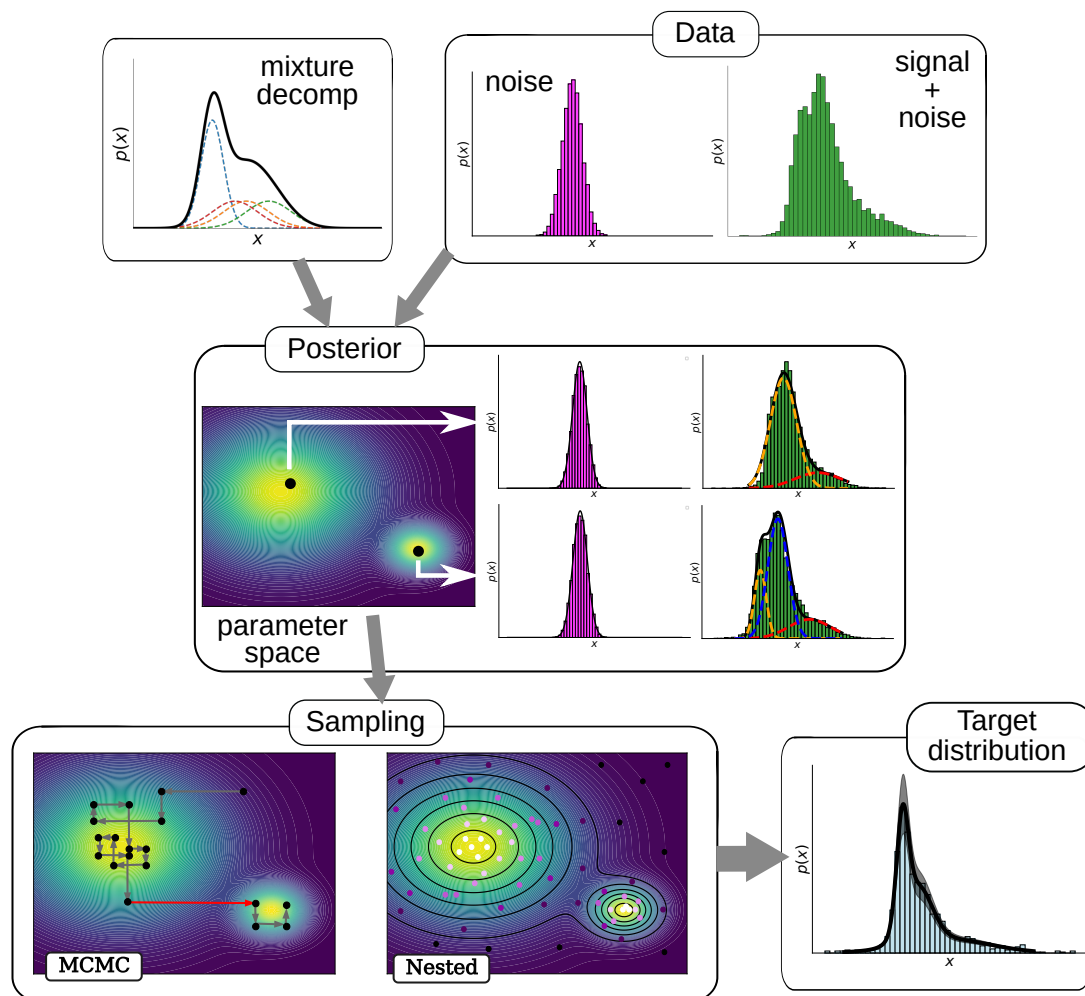 mixture
decomp
p(x)
x
Data
noise
p(x)
x
signal
+
noise
p(x)
x
Posterior
p(x)
x
p(x)
x
p(x)
x
p(x)
x
parameter
space
Sampling
MCMC
Nested
Target
distribution
p(x)
x